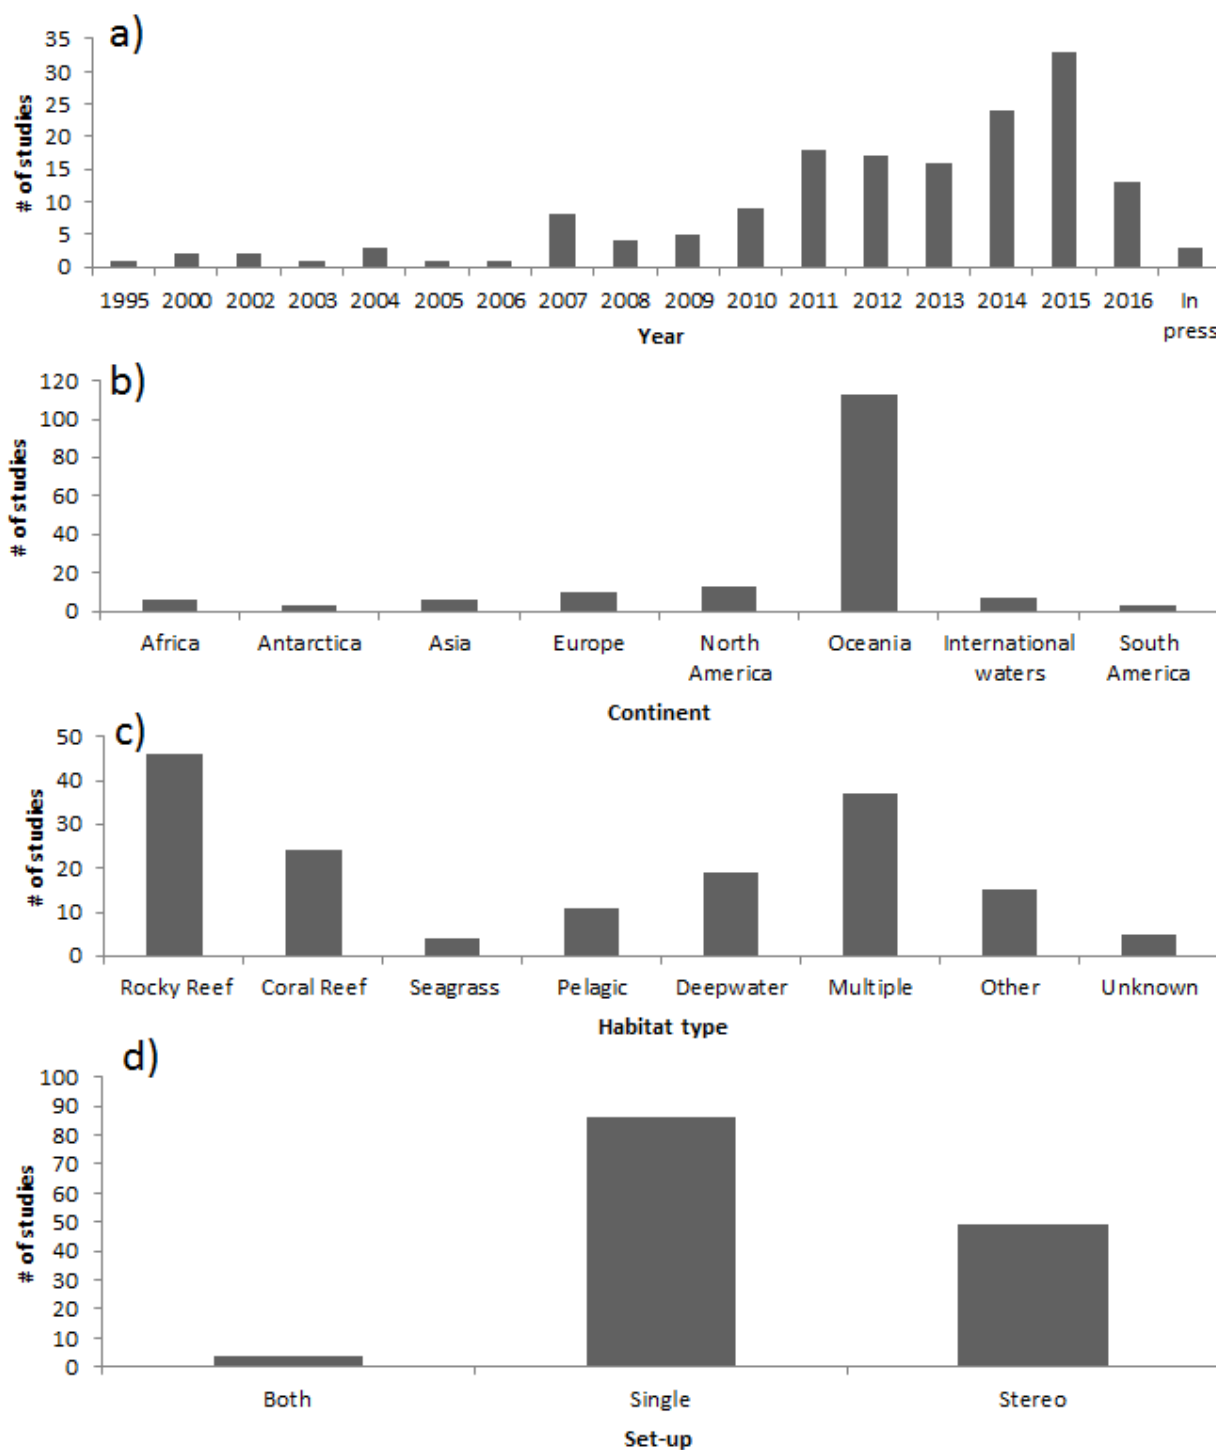 a)
35
30
25
20
15
10
5
0
# of studies
1995 2000 2002 2003 2004 2005 2006 2007 2008 2009 2010 2011 2012 2013 2014 2015 2016 In press
Year
b)
120
100
80
60
40
20
0
# of studies
Africa Antarctica Asia Europe North America Oceania International waters South America
Continent
c)
50
40
30
20
10
0
# of studies
Rocky Reef Coral Reef Seagrass Pelagic Deepwater Multiple Other Unknown
Habitat type
d)
100
90
80
70
60
50
40
30
20
10
0
# of studies
Both Single Stereo
Set-up